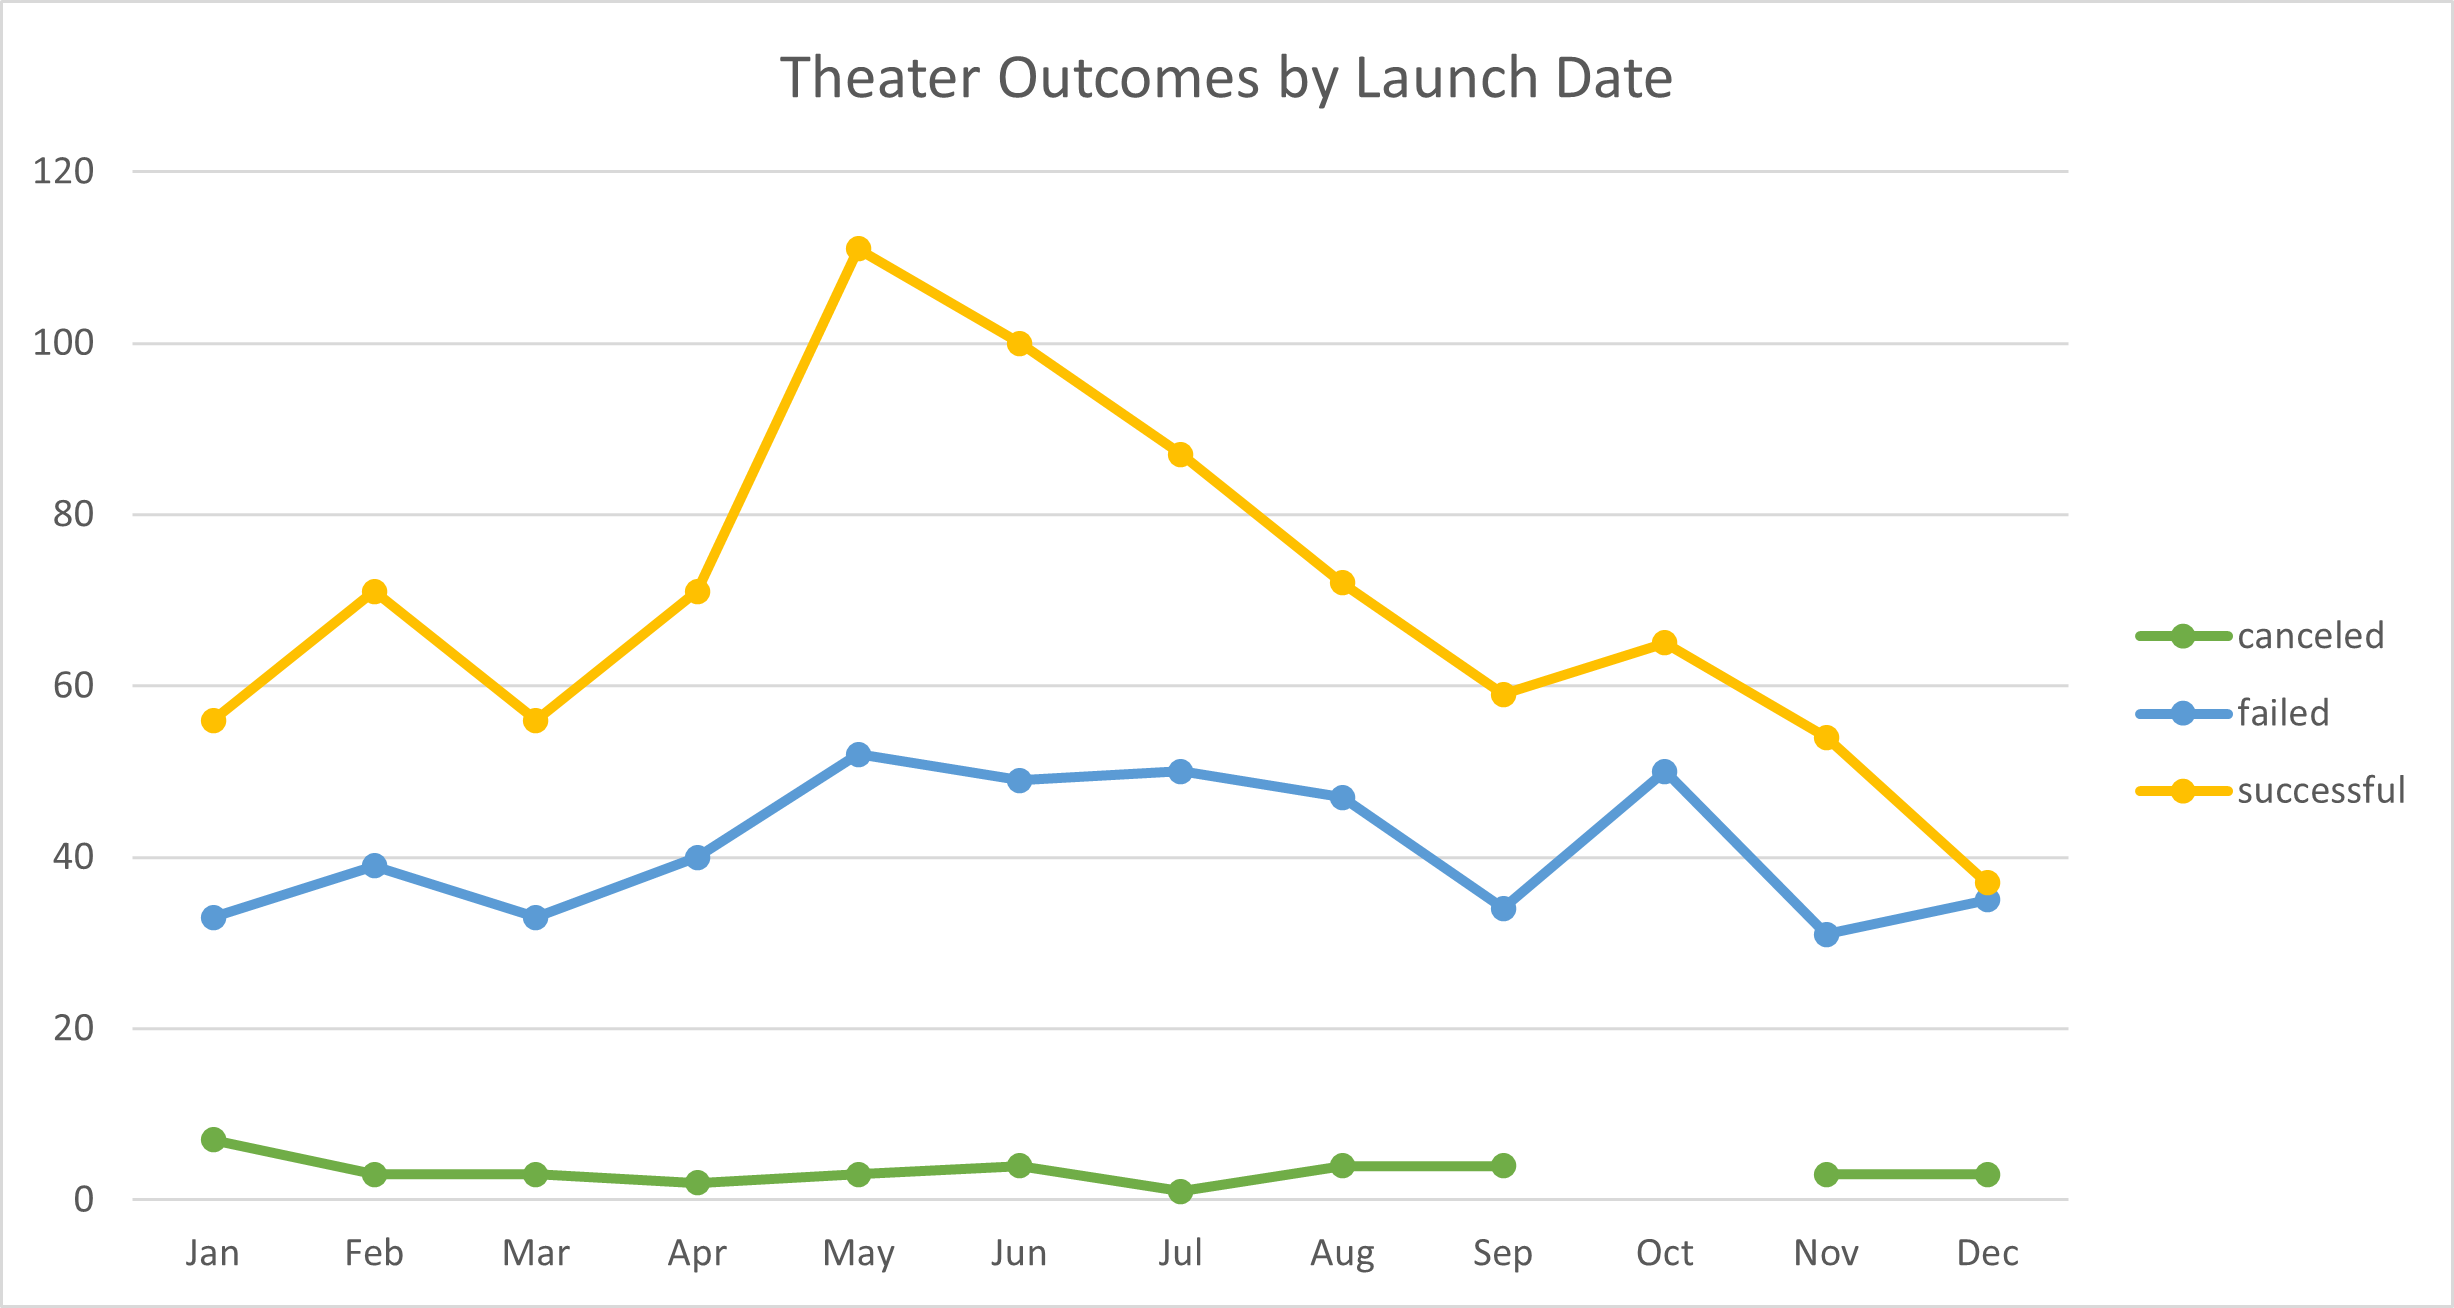 Theater Outcomes by Launch Date
120
100
80
60
40
20
0
Jan Feb Mar Apr May Jun Jul Aug Sep Oct Nov Dec
canceled
failed
successful